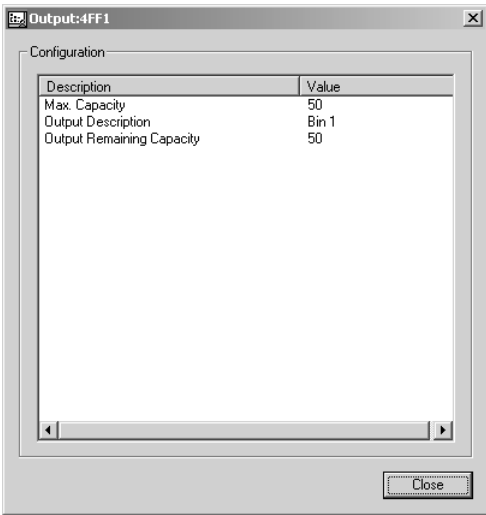 Output:4FF1
Configuration
Description Value
Max. Capacity 50
Output Description Bin 1
Output Remaining Capacity 50
Close